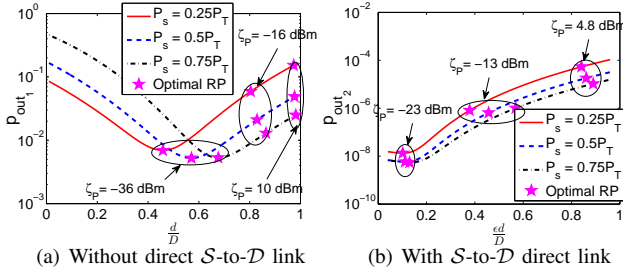 (a)
10⁰
10⁻¹
10⁻²
10⁻³
p_out₁
0
0.2
0.4
0.6
0.8
1
d/D
P_s = 0.25P_T
P_s = 0.5P_T
P_s = 0.75P_T
Optimal RP
ζ_P= −16 dBm
ζ_P= −36 dBm
ζ_P= 10 dBm
(a) Without direct S-to-D link
(b)
10⁻²
10⁻⁴
10⁻⁶
10⁻⁸
10⁻¹⁰
p_out₂
0
0.2
0.4
0.6
0.8
1
ϵd/D
ζ_P= 4.8 dBm
ζ_P= −13 dBm
ζ_P= −23 dBm
P_s = 0.25P_T
P_s = 0.5P_T
P_s = 0.75P_T
Optimal RP
(b) With S-to-D direct link